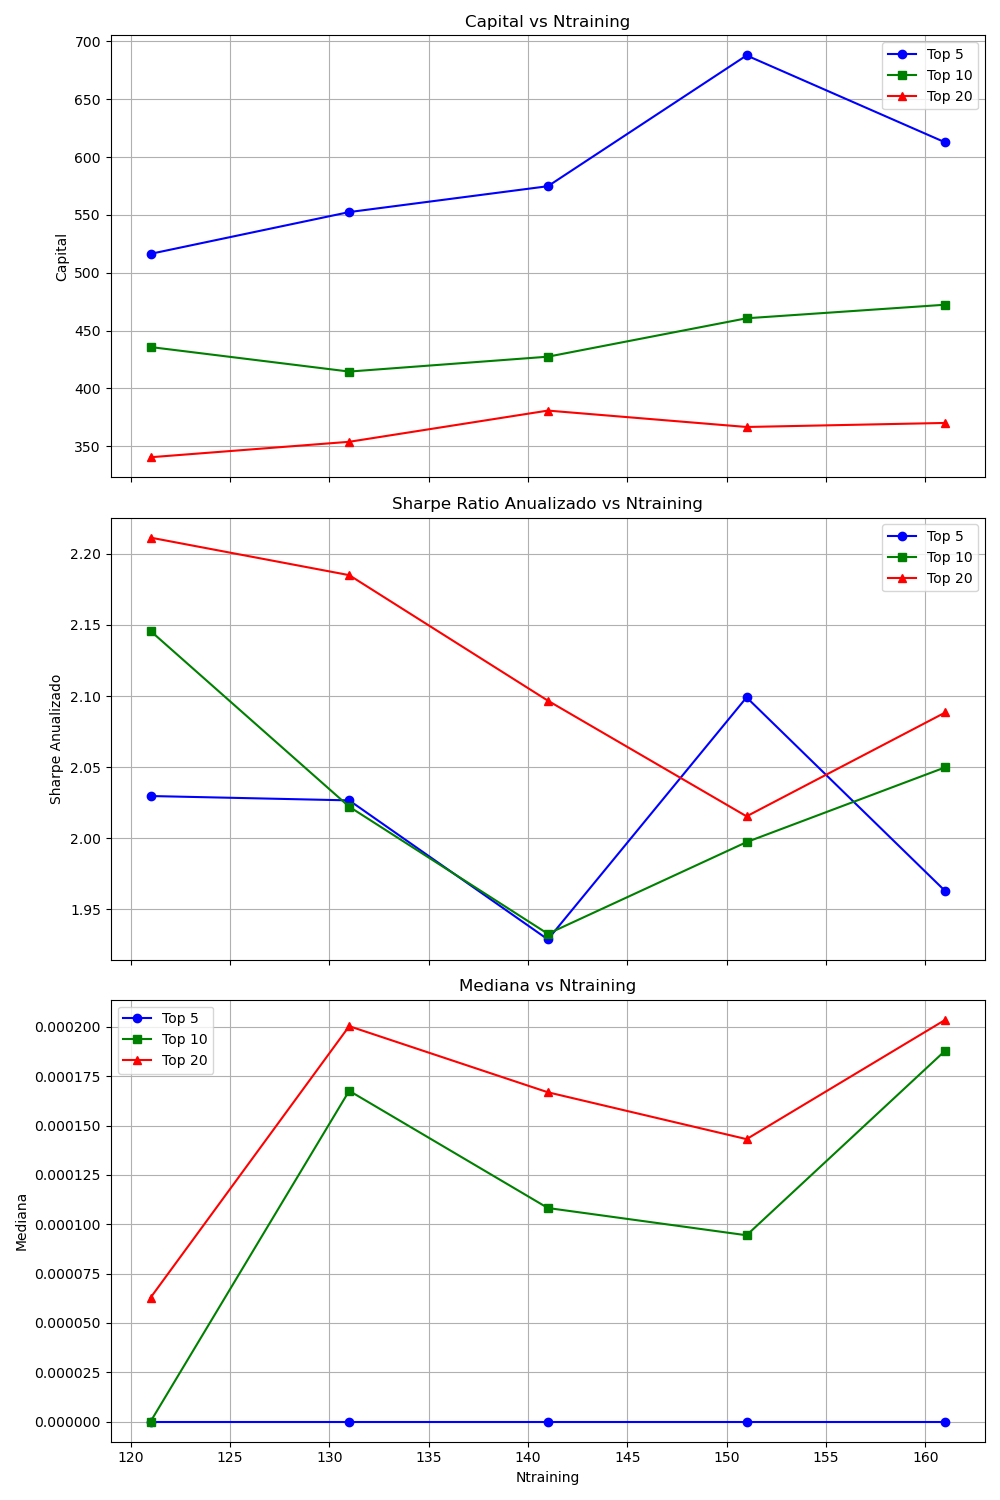 Capital vs Ntraining
700
650
600
550
500
450
400
350
Capital
Top 5
Top 10
Top 20
Sharpe Ratio Anualizado vs Ntraining
2.20
2.15
2.10
2.05
2.00
1.95
Sharpe Anualizado
Top 5
Top 10
Top 20
Mediana vs Ntraining
0.000200
0.000175
0.000150
0.000125
0.000100
0.000075
0.000050
0.000025
0.000000
Mediana
Top 5
Top 10
Top 20
120 125 130 135 140 145 150 155 160
Ntraining